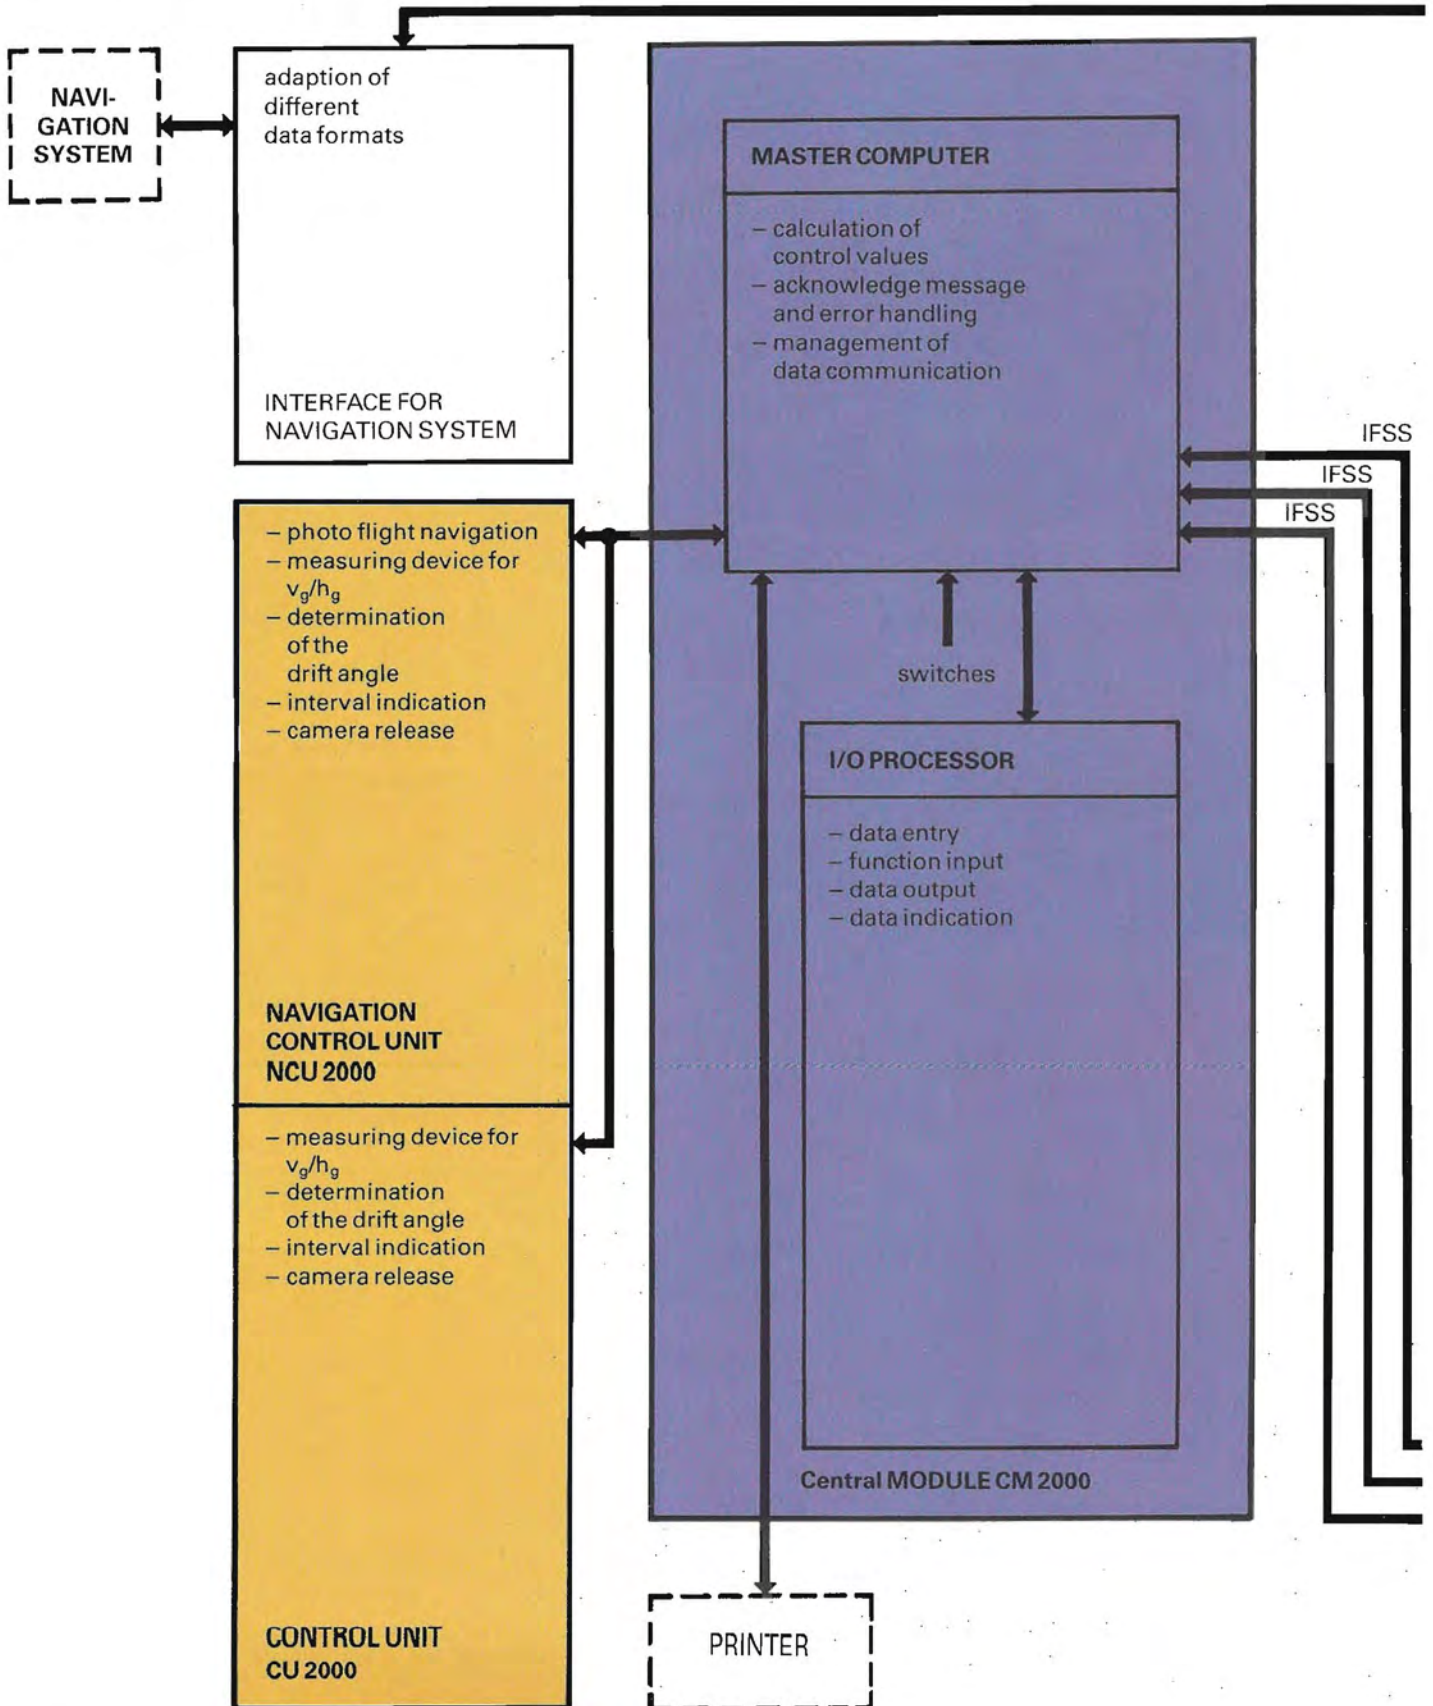 NAVI-
GATION
SYSTEM
adaption of
different
data formats
INTERFACE FOR
NAVIGATION SYSTEM
– photo flight navigation
– measuring device for
vg/hg
– determination
of the
drift angle
– interval indication
– camera release
NAVIGATION
CONTROL UNIT
NCU 2000
– measuring device for
vg/hg
– determination
of the drift angle
– interval indication
– camera release
CONTROL UNIT
CU 2000
MASTER COMPUTER
– calculation of
control values
– acknowledge message
and error handling
– management of
data communication
switches
I/O PROCESSOR
– data entry
– function input
– data output
– data indication
Central MODULE CM 2000
PRINTER
IFSS
IFSS
IFSS